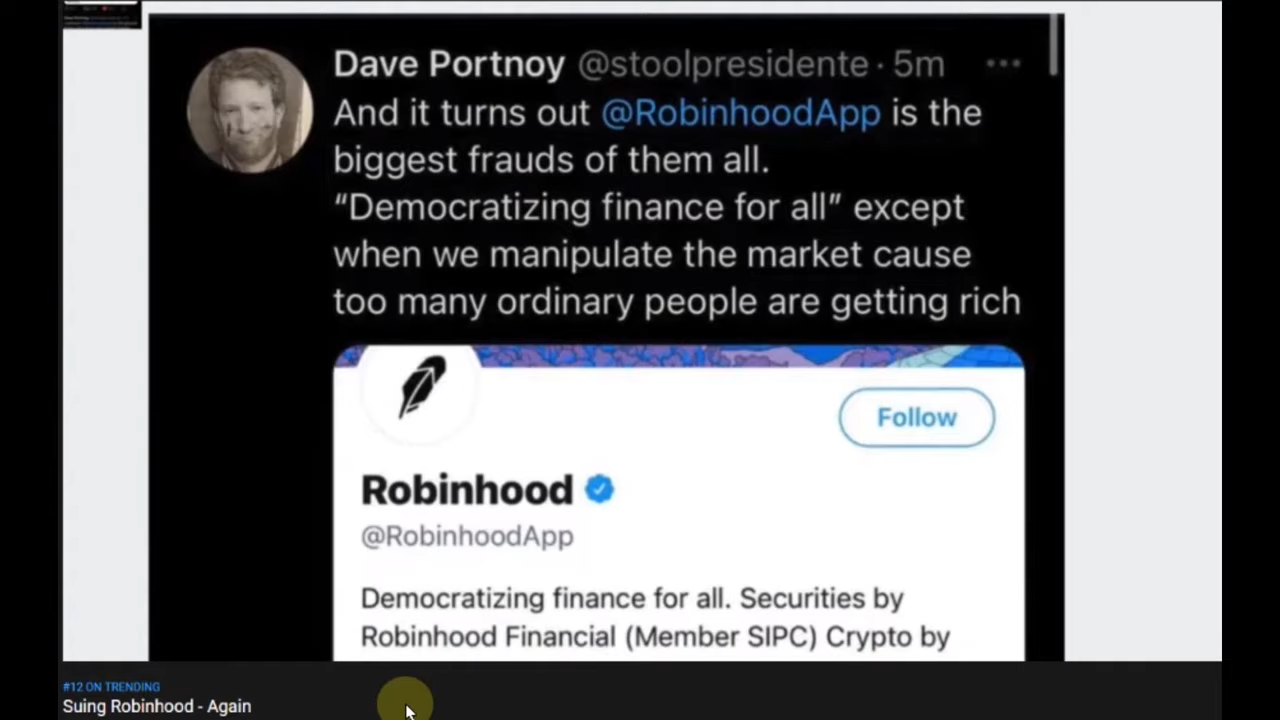 Dave Portnoy @stoolpresidente · 5m
And it turns out @RobinhoodApp is the
biggest frauds of them all.
“Democratizing finance for all” except
when we manipulate the market cause
too many ordinary people are getting rich
Follow
Robinhood
@RobinhoodApp
Democratizing finance for all. Securities by
Robinhood Financial (Member SIPC) Crypto by
#12 ON TRENDING
Suing Robinhood - Again